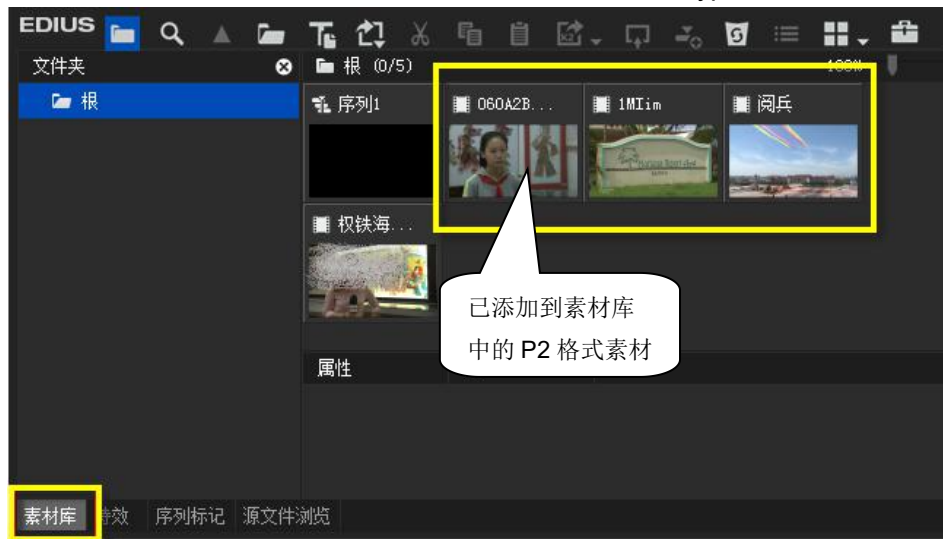 EDIUS
文件夹
根 (0/5)
100%
根
序列1
060A2B...
1MIim
阅兵
权铁海...
已添加到素材库
中的 P2 格式素材
属性
素材库 特效 序列标记 源文件浏览